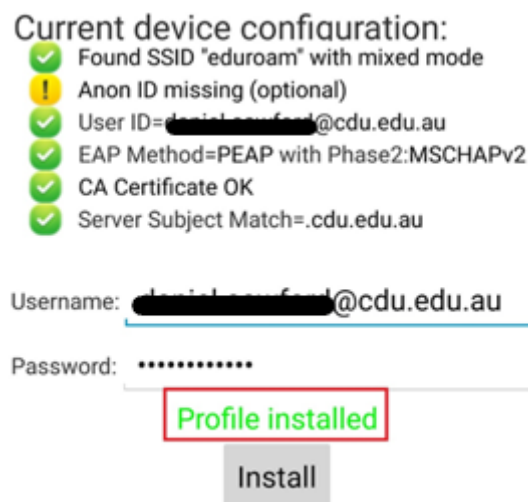 Current device configuration:
Found SSID "eduroam" with mixed mode
Anon ID missing (optional)
User ID= @cdu.edu.au
EAP Method=PEAP with Phase2:MSCHAPv2
CA Certificate OK
Server Subject Match=.cdu.edu.au
Username: @cdu.edu.au
Password: ••••••••••••
Profile installed
Install